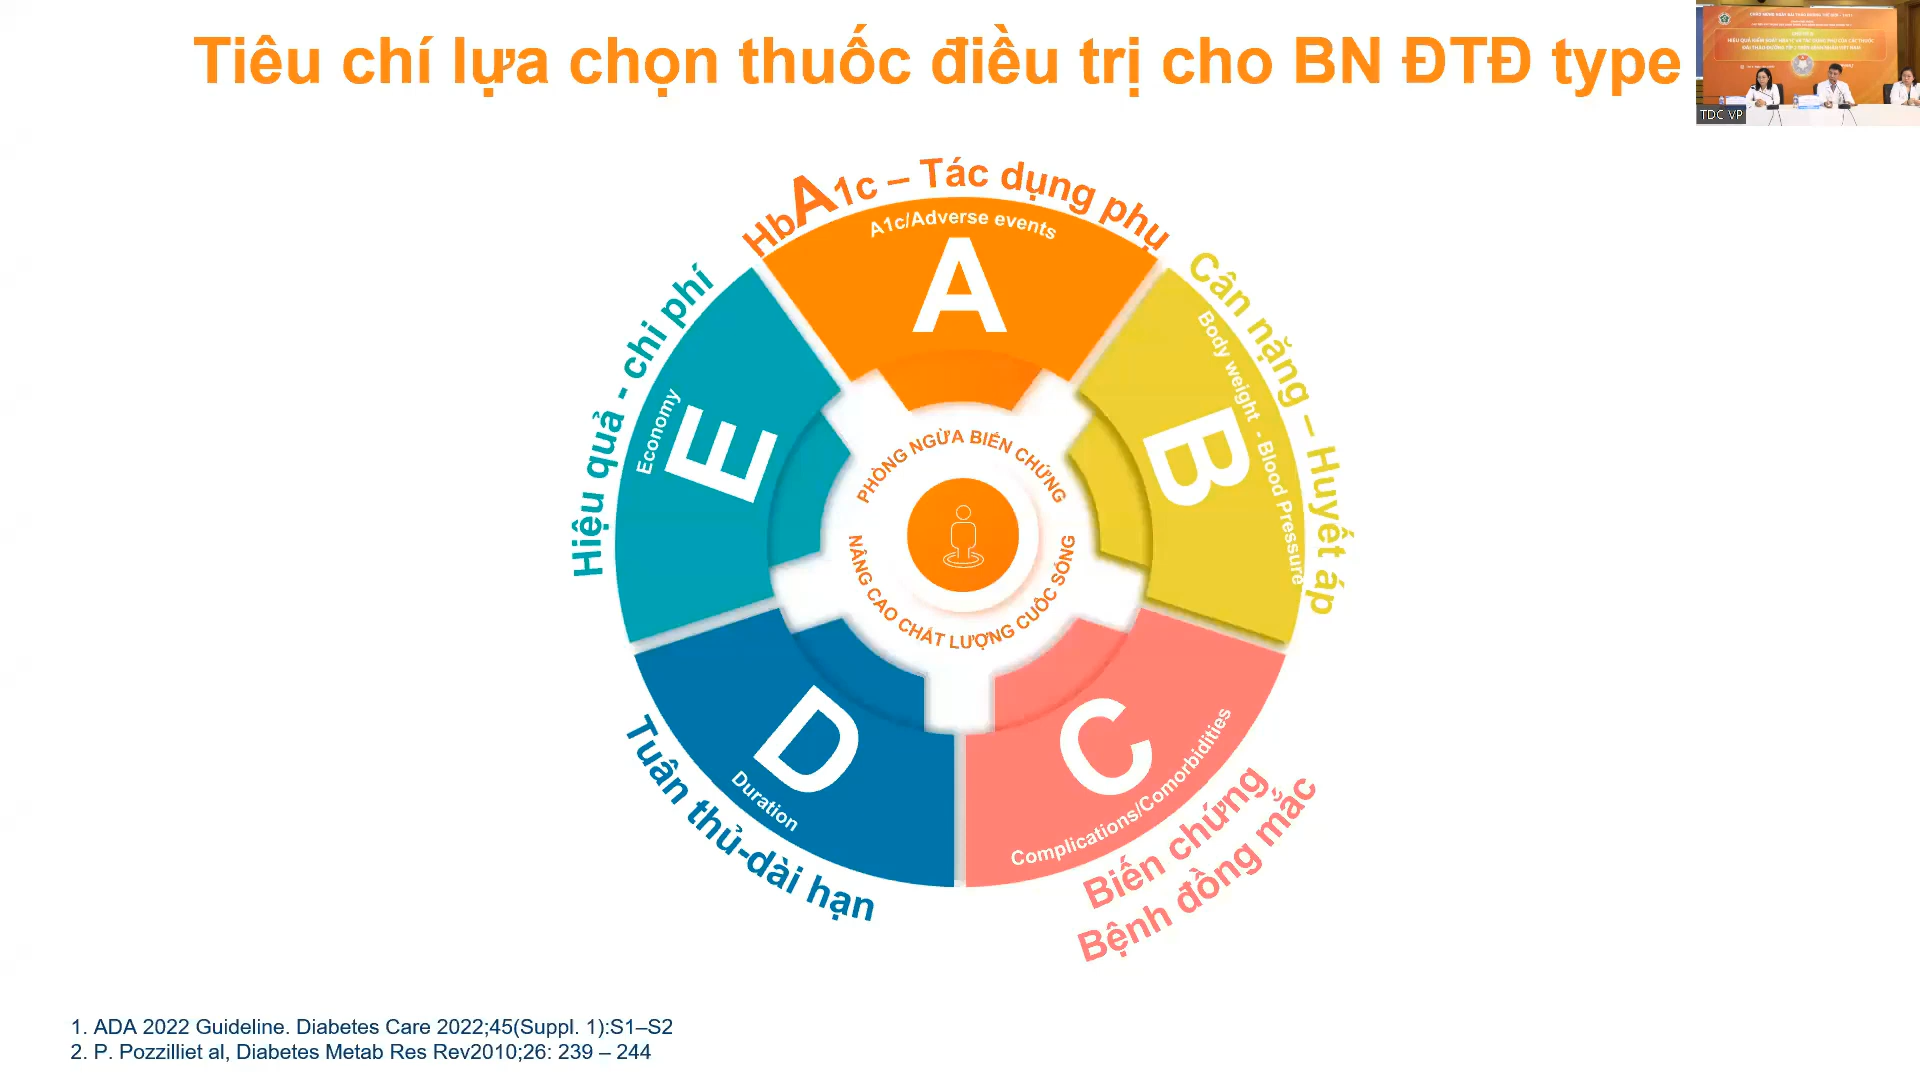 Tiêu chí lựa chọn thuốc điều trị cho BN ĐTĐ type
TDC VP
HbA1c – Tác dụng phụ
A1c/Adverse events
A
Cân nặng – Huyết áp
Body weight - Blood Pressure
B
Biến chứng
Bệnh đồng mắc
Complications/Comorbidities
C
Tuân thủ-dài hạn
Duration
D
Hiệu quả - chi phí
Economy
E
PHÒNG NGỪA BIẾN CHỨNG
NÂNG CAO CHẤT LƯỢNG CUỘC SỐNG
1. ADA 2022 Guideline. Diabetes Care 2022;45(Suppl. 1):S1–S2
2. P. Pozzilliet al, Diabetes Metab Res Rev2010;26: 239 – 244